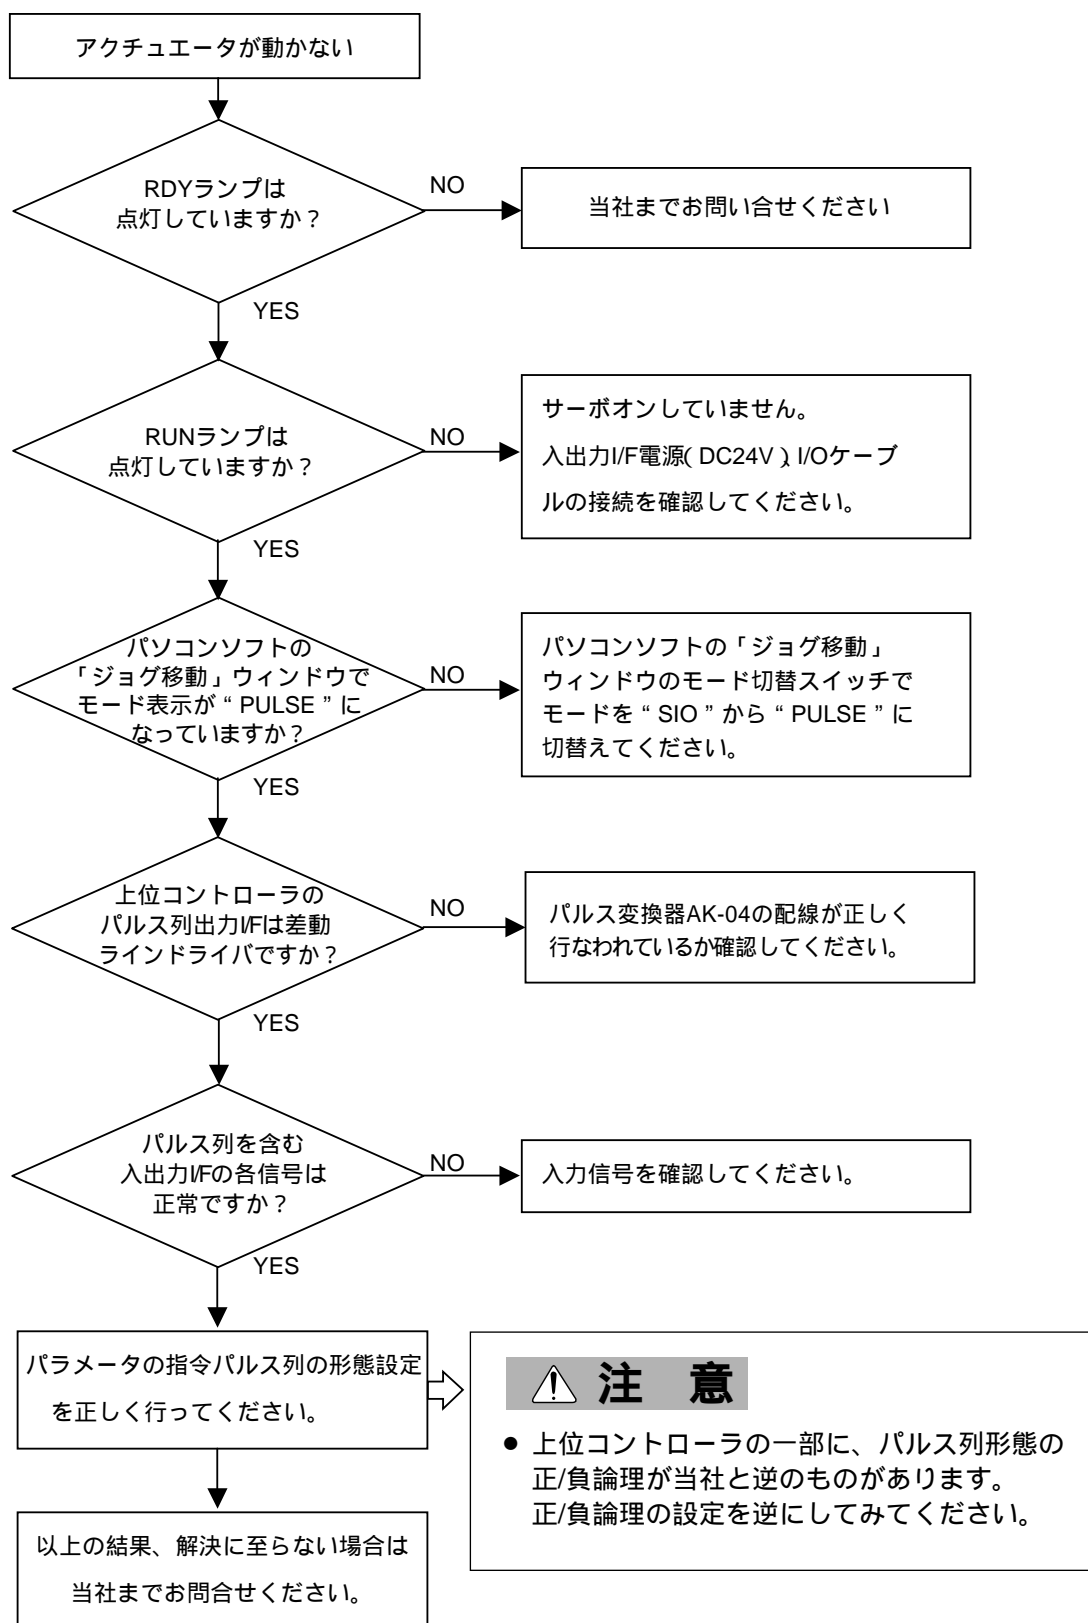 アクチュエータが動かない
RDYランプは
点灯していますか？
NO
当社までお問い合せください
YES
RUNランプは
点灯していますか？
NO
サーボオンしていません。
入出力I/F電源(DC24V)、I/Oケーブ
ルの接続を確認してください。
YES
パソコンソフトの
「ジョグ移動」ウィンドウで
モード表示が“PULSE”に
なっていますか？
NO
パソコンソフトの「ジョグ移動」
ウィンドウのモード切替スイッチで
モードを“SIO”から“PULSE”に
切替えてください。
YES
上位コントローラの
パルス列出力I/Fは差動
ラインドライバですか？
NO
パルス変換器AK-04の配線が正しく
行なわれているか確認してください。
YES
パルス列を含む
入出力I/Fの各信号は
正常ですか？
NO
入力信号を確認してください。
YES
パラメータの指令パルス列の形態設定
を正しく行ってください。
注　意
● 上位コントローラの一部に、パルス列形態の
正/負論理が当社と逆のものがあります。
正/負論理の設定を逆にしてみてください。
以上の結果、解決に至らない場合は
当社までお問合せください。